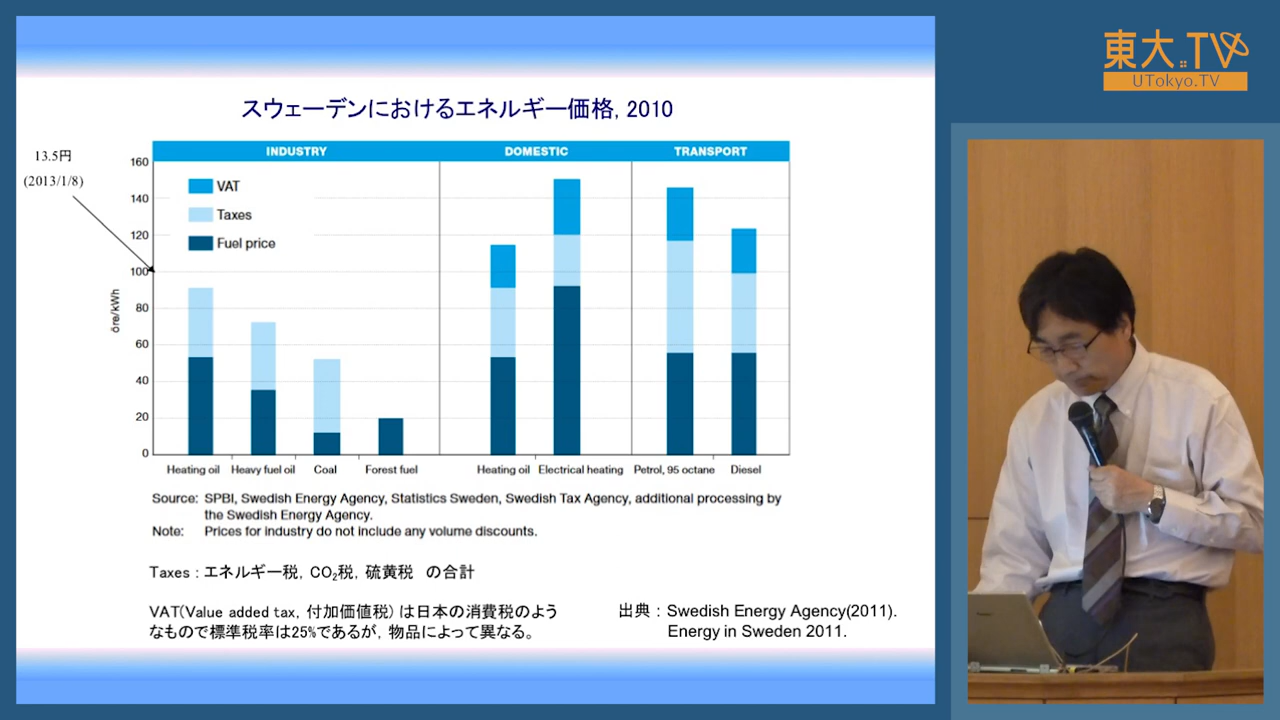 東大.TV
UTokyo.TV
スウェーデンにおけるエネルギー価格, 2010
13.5円
(2013/1/8)
INDUSTRY DOMESTIC TRANSPORT
160
140
120
100
80
60
40
20
0
öre/kWh
VAT
Taxes
Fuel price
Heating oil Heavy fuel oil Coal Forest fuel Heating oil Electrical heating Petrol, 95 octane Diesel
Source: SPBI, Swedish Energy Agency, Statistics Sweden, Swedish Tax Agency, additional processing by
the Swedish Energy Agency.
Note: Prices for industry do not include any volume discounts.
Taxes : エネルギー税, CO₂税, 硫黄税 の合計
VAT(Value added tax, 付加価値税) は日本の消費税のよう
なもので標準税率は25%であるが, 物品によって異なる。
出典 : Swedish Energy Agency(2011).
Energy in Sweden 2011.